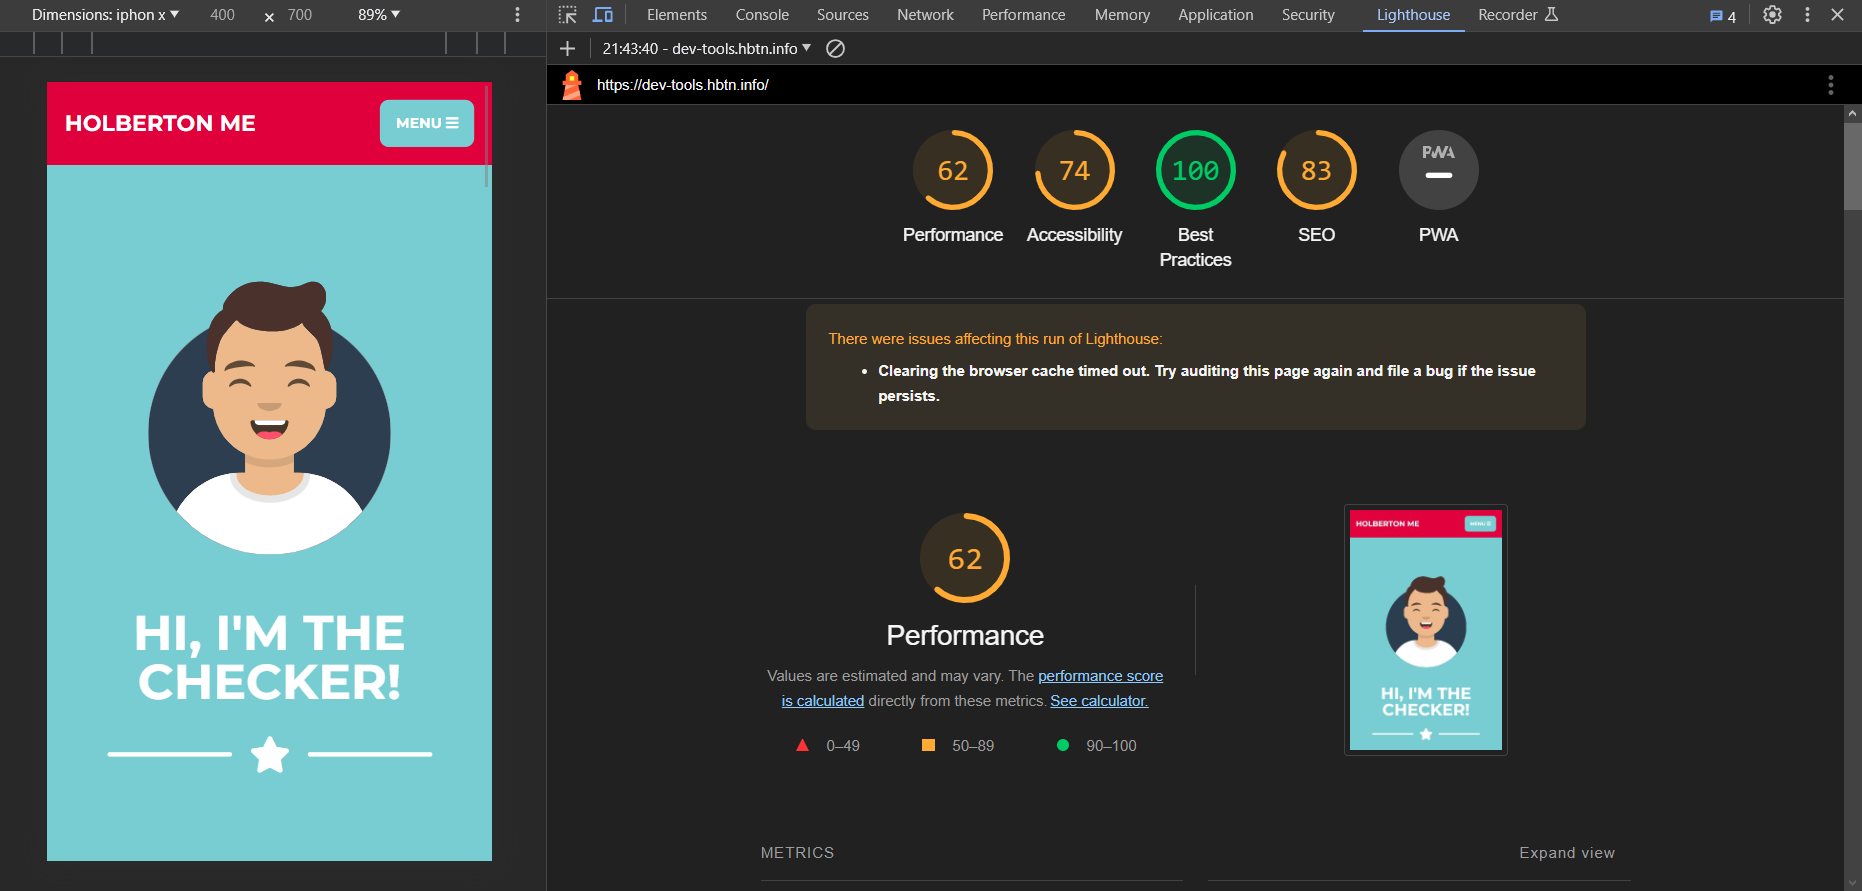 Dimensions: iphon x 400 × 700 89%
Elements Console Sources Network Performance Memory Application Security Lighthouse Recorder 4
21:43:40 - dev-tools.hbtn.info
https://dev-tools.hbtn.info/
HOLBERTON ME
MENU
HI, I'M THE
CHECKER!
62 74 100 83 PWA
Performance Accessibility Best SEO PWA
Practices
There were issues affecting this run of Lighthouse:
Clearing the browser cache timed out. Try auditing this page again and file a bug if the issue
persists.
62
Performance
Values are estimated and may vary. The performance score
is calculated directly from these metrics. See calculator.
0–49 50–89 90–100
HOLBERTON ME
MENU
HI, I'M THE
CHECKER!
METRICS Expand view